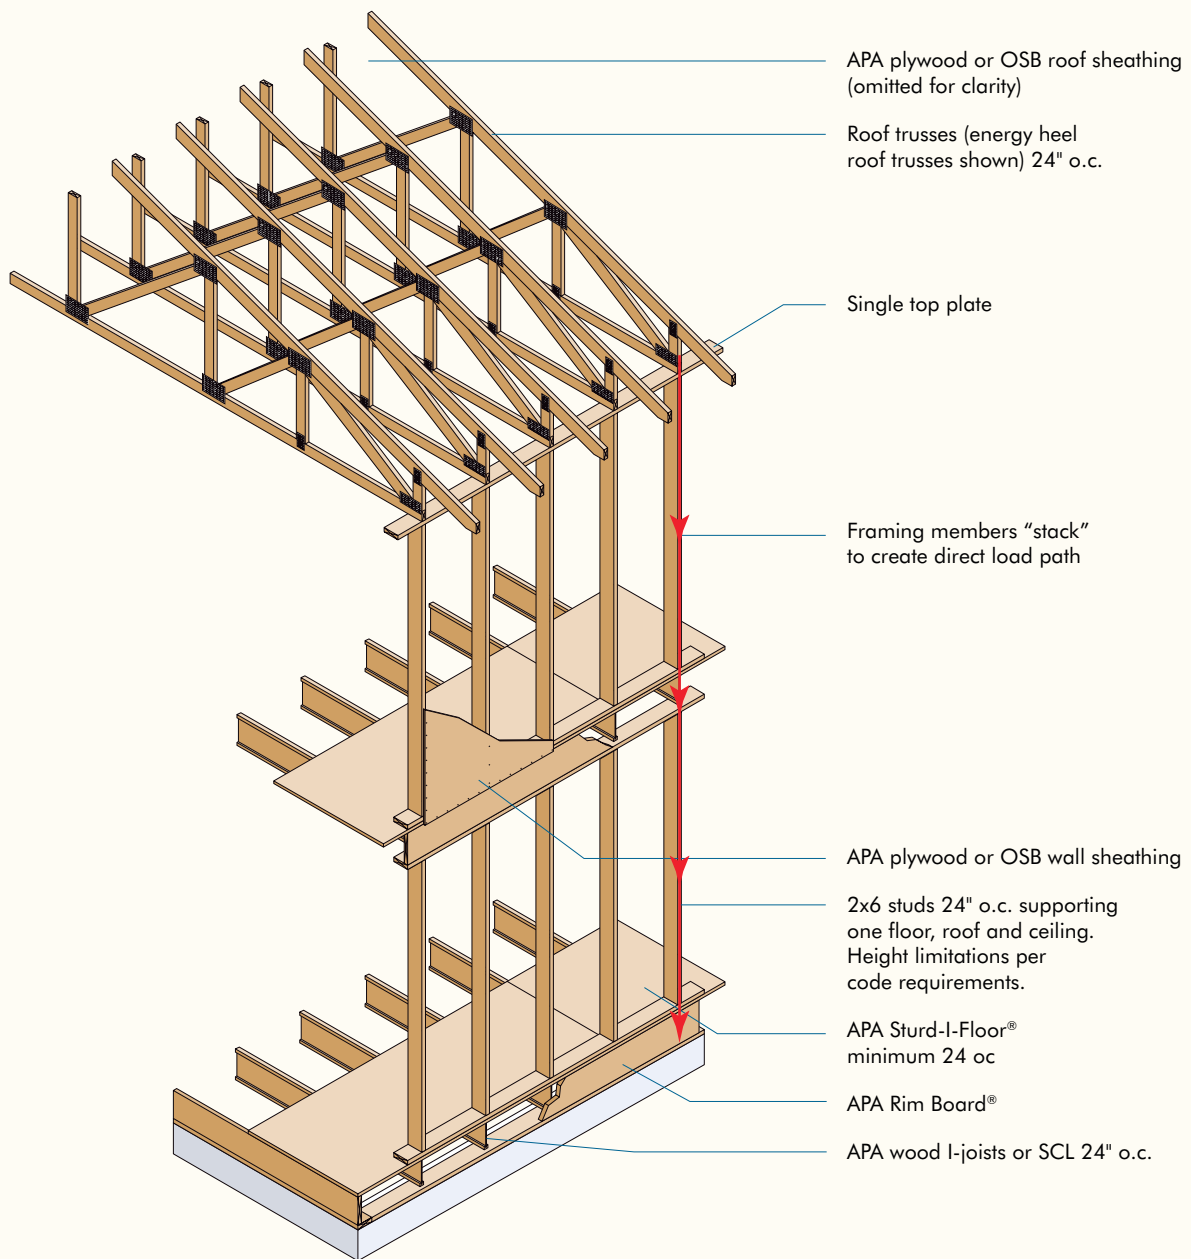 APA plywood or OSB roof sheathing
(omitted for clarity)
Roof trusses (energy heel
roof trusses shown) 24" o.c.
Single top plate
Framing members “stack”
to create direct load path
APA plywood or OSB wall sheathing
2x6 studs 24" o.c. supporting
one floor, roof and ceiling.
Height limitations per
code requirements.
APA Sturd-I-Floor®
minimum 24 oc
APA Rim Board®
APA wood I-joists or SCL 24" o.c.